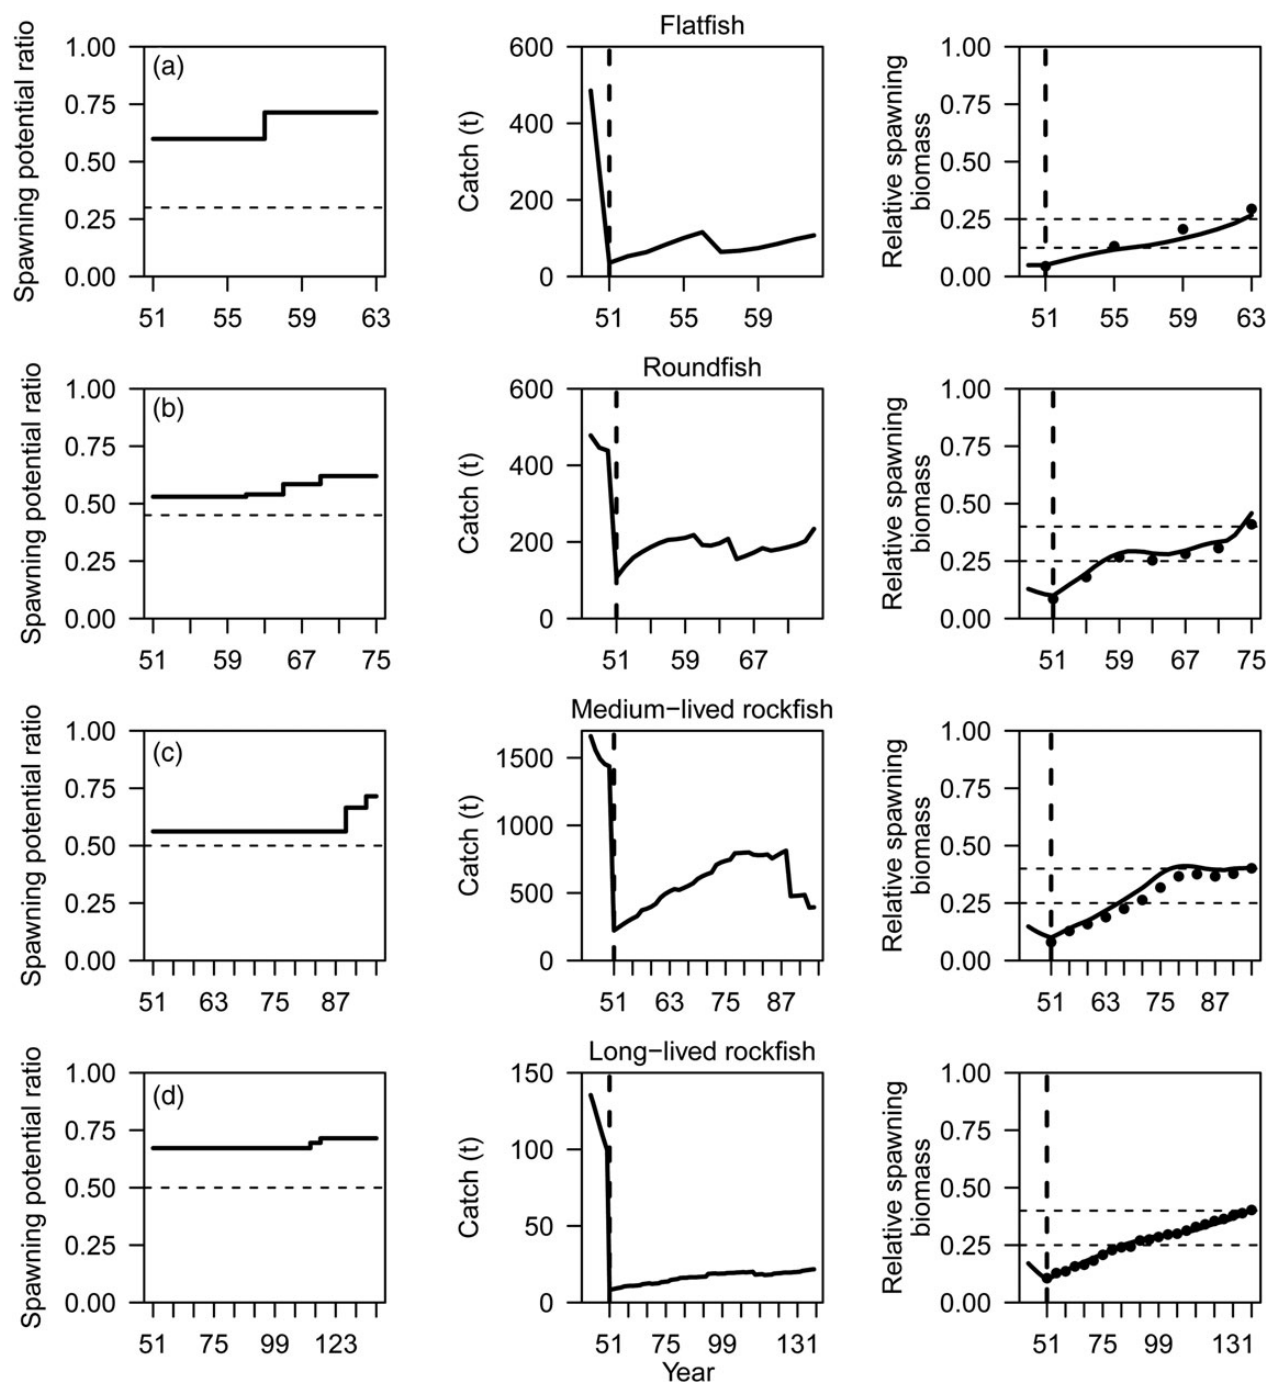 Flatfish
Spawning potential ratio
1.00
0.75
0.50
0.25
0.00
(a)
51 55 59 63
Catch (t)
600
400
200
0
51 55 59
Relative spawning
biomass
1.00
0.75
0.50
0.25
0.00
51 55 59 63
Roundfish
Spawning potential ratio
1.00
0.75
0.50
0.25
0.00
(b)
51 59 67 75
Catch (t)
600
400
200
0
51 59 67
Relative spawning
biomass
1.00
0.75
0.50
0.25
0.00
51 59 67 75
Medium−lived rockfish
Spawning potential ratio
1.00
0.75
0.50
0.25
0.00
(c)
51 63 75 87
Catch (t)
1500
1000
500
0
51 63 75 87
Relative spawning
biomass
1.00
0.75
0.50
0.25
0.00
51 63 75 87
Long−lived rockfish
Spawning potential ratio
1.00
0.75
0.50
0.25
0.00
(d)
51 75 99 123
Catch (t)
150
100
50
0
51 75 99 131
Year
Relative spawning
biomass
1.00
0.75
0.50
0.25
0.00
51 75 99 131